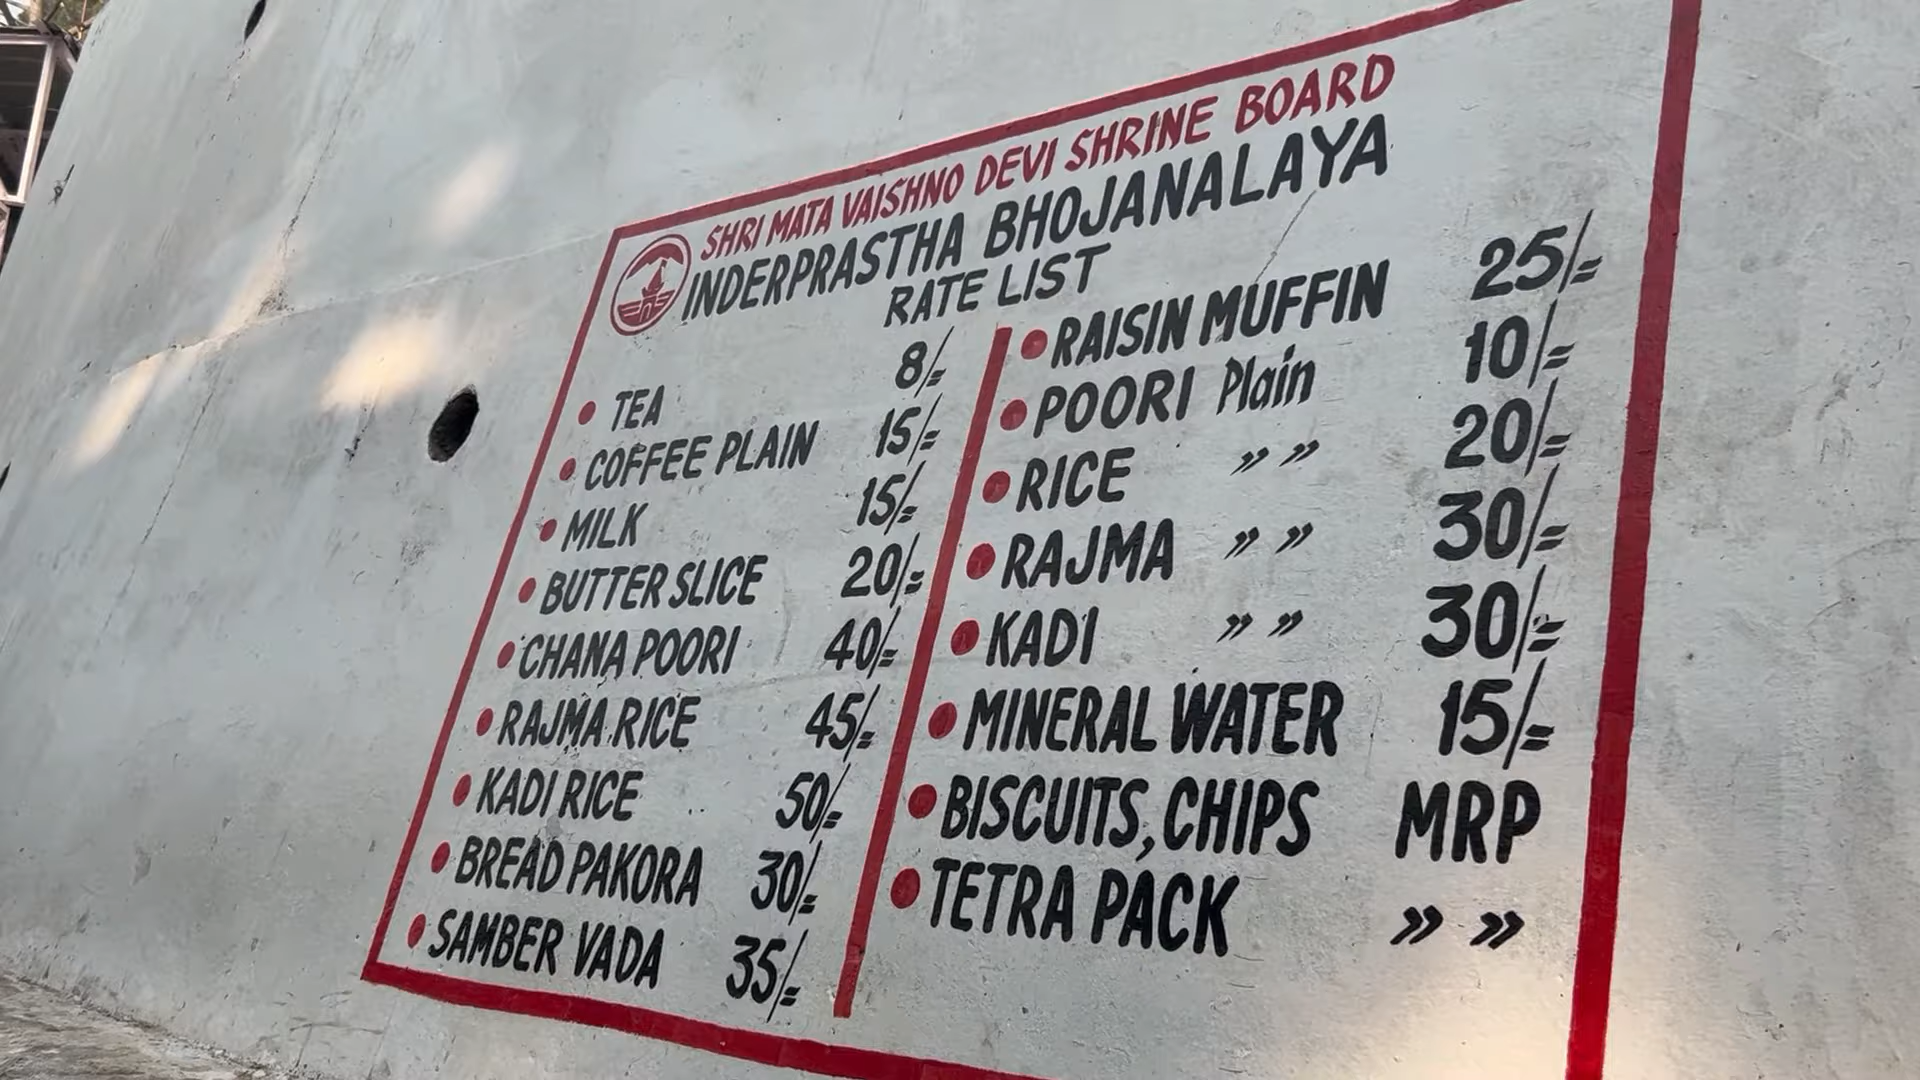 SHRI MATA VAISHNO DEVI SHRINE BOARD
INDERPRASTHA BHOJANALAYA
RATE LIST
• TEA 8/=
• COFFEE PLAIN 15/=
• MILK 15/=
• BUTTER SLICE 20/=
• CHANA POORI 40/=
• RAJMA RICE 45/=
• KADI RICE 50/=
• BREAD PAKORA 30/=
• SAMBER VADA 35/=
• RAISIN MUFFIN 25/=
• POORI Plain 10/=
• RICE " " 20/=
• RAJMA " " 30/=
• KADI " " 30/=
• MINERAL WATER 15/=
• BISCUITS, CHIPS MRP
• TETRA PACK " "